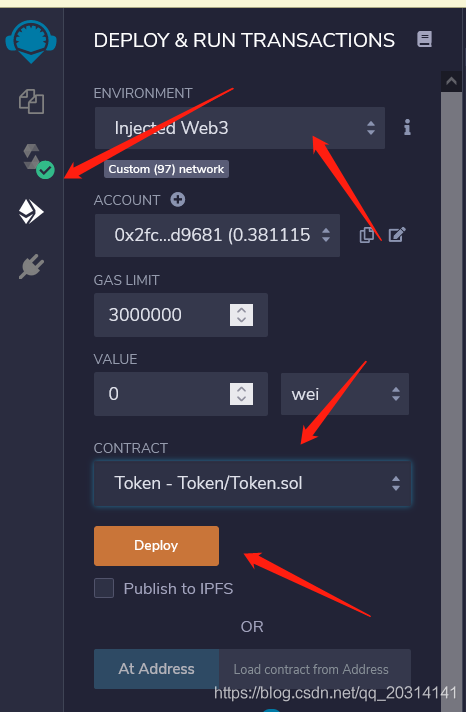 DEPLOY & RUN TRANSACTIONS
ENVIRONMENT
Injected Web3
Custom (97) network
ACCOUNT
0x2fc...d9681 (0.381115
GAS LIMIT
3000000
VALUE
0 wei
CONTRACT
Token - Token/Token.sol
Deploy
Publish to IPFS
OR
At Address Load contract from Address
https://blog.csdn.net/qq_20314141